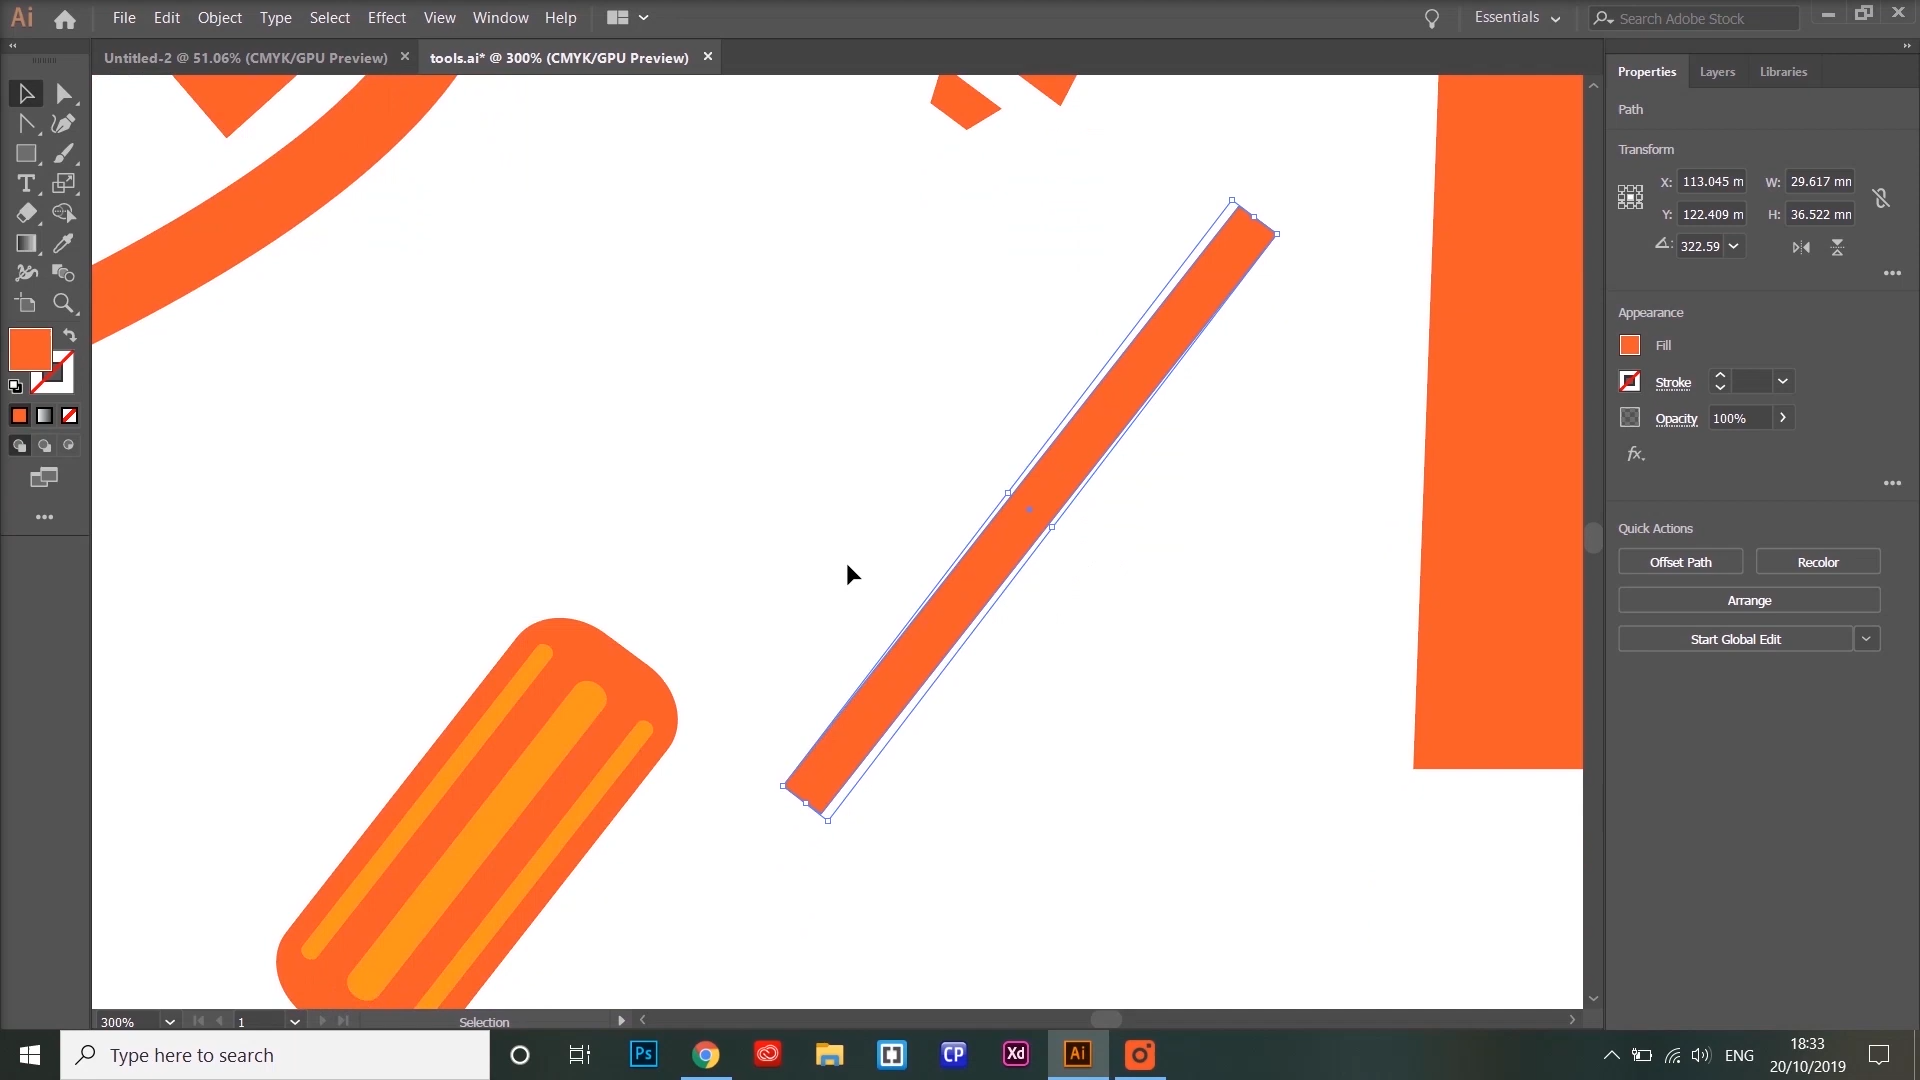 Ai File Edit Object Type Select Effect View Window Help Essentials Search Adobe Stock
Untitled-2 @ 51.06% (CMYK/GPU Preview) tools.ai* @ 300% (CMYK/GPU Preview)
Properties Layers Libraries
Path
Transform
X: 113.045 m W: 29.617 mm
Y: 122.409 m H: 36.522 mm
322.59
Appearance
Fill
Stroke
Opacity 100%
fx.
Quick Actions
Offset Path Recolor
Arrange
Start Global Edit
300% 1 Selection
Type here to search Ps CP Xd Ai ENG 18:33
20/10/2019